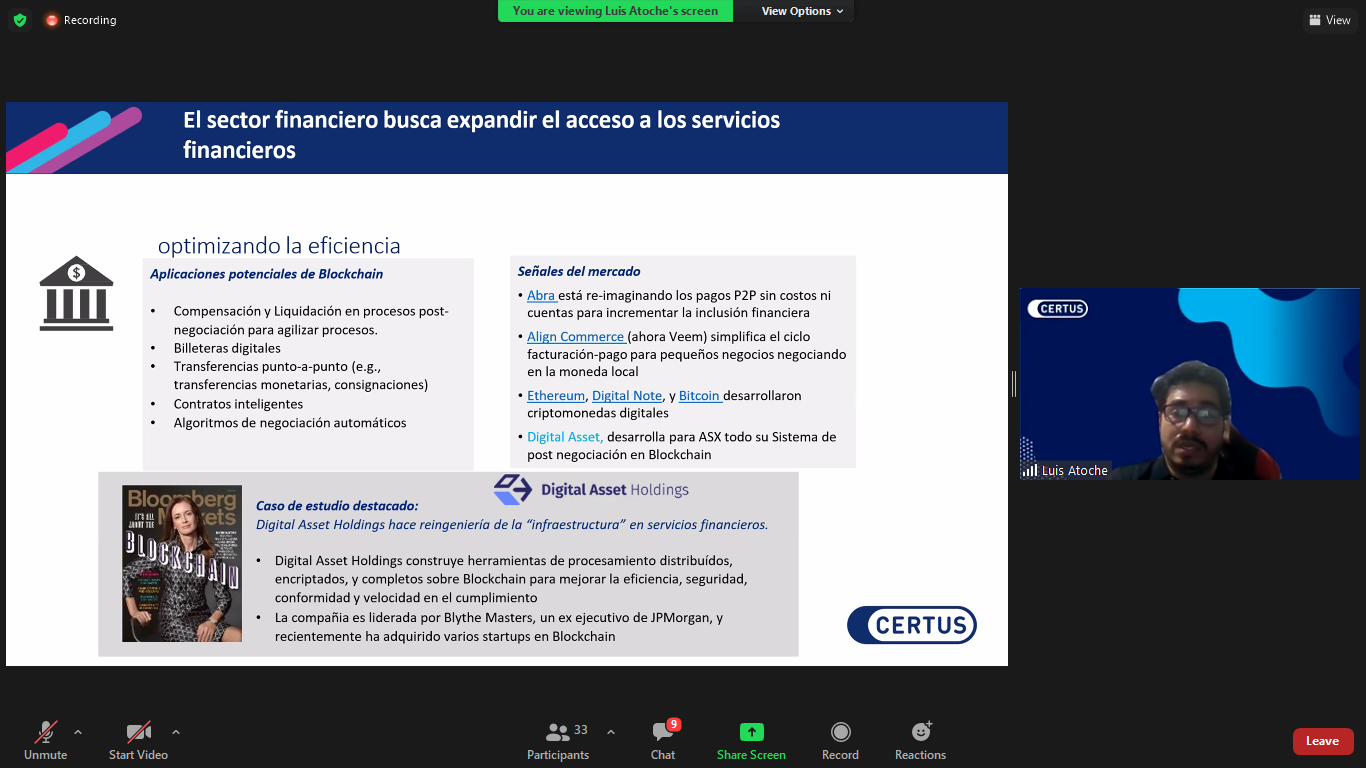 Recording
You are viewing Luis Atoche's screen
View Options
View
El sector financiero busca expandir el acceso a los servicios
financieros
optimizando la eficiencia
Aplicaciones potenciales de Blockchain
• Compensación y Liquidación en procesos post-
negociación para agilizar procesos.
• Billeteras digitales
• Transferencias punto-a-punto (e.g.,
transferencias monetarias, consignaciones)
• Contratos inteligentes
• Algoritmos de negociación automáticos
Señales del mercado
• Abra está re-imaginando los pagos P2P sin costos ni
cuentas para incrementar la inclusión financiera
• Align Commerce (ahora Veem) simplifica el ciclo
facturación-pago para pequeños negocios negociando
en la moneda local
• Ethereum, Digital Note, y Bitcoin desarrollaron
criptomonedas digitales
• Digital Asset, desarrolla para ASX todo su Sistema de
post negociación en Blockchain
Digital Asset Holdings
Bloomberg
Markets
IT'S ALL
ABOUT THE
BLOCKCHAIN
Caso de estudio destacado:
Digital Asset Holdings hace reingeniería de la “infraestructura” en servicios financieros.
• Digital Asset Holdings construye herramientas de procesamiento distribuídos,
encriptados, y completos sobre Blockchain para mejorar la eficiencia, seguridad,
conformidad y velocidad en el cumplimiento
• La compañia es liderada por Blythe Masters, un ex ejecutivo de JPMorgan, y
recientemente ha adquirido varios startups en Blockchain
CERTUS
CERTUS
Luis Atoche
Unmute
Start Video
33
Participants
9
Chat
Share Screen
Record
Reactions
Leave